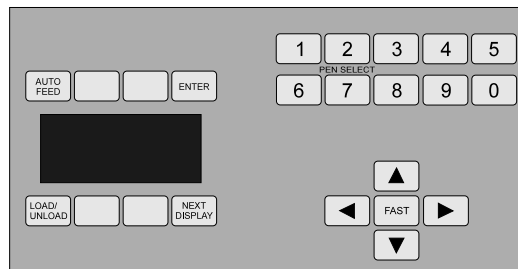 1 2 3 4 5
PEN SELECT
6 7 8 9 0
AUTO
FEED
ENTER
LOAD/
UNLOAD
NEXT
DISPLAY
FAST